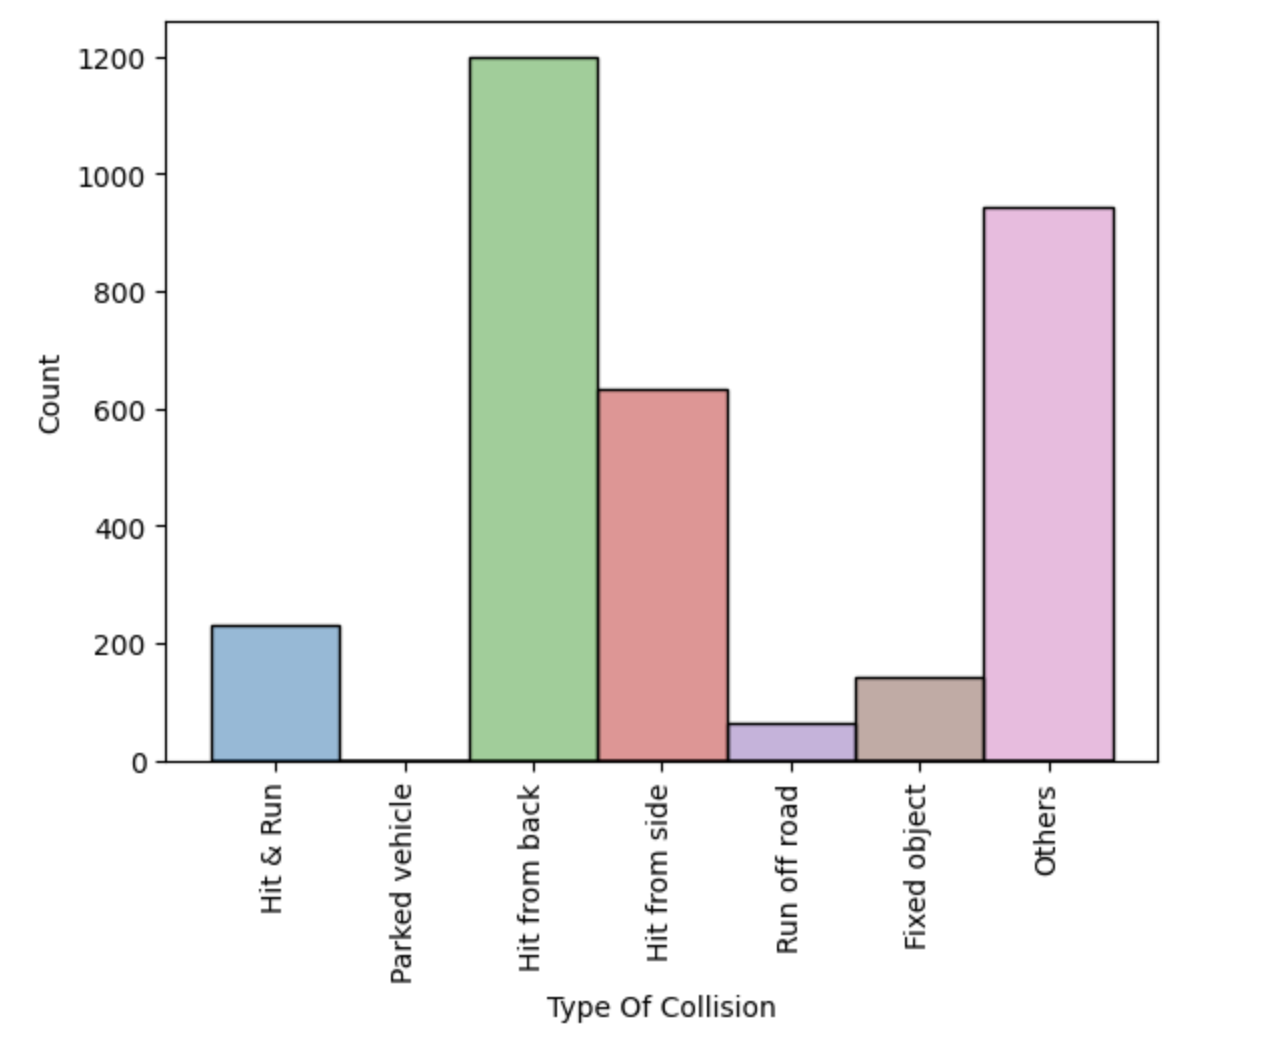 1200
1000
800
600
400
200
0
Count
Hit & Run
Parked vehicle
Hit from back
Hit from side
Run off road
Fixed object
Others
Type Of Collision